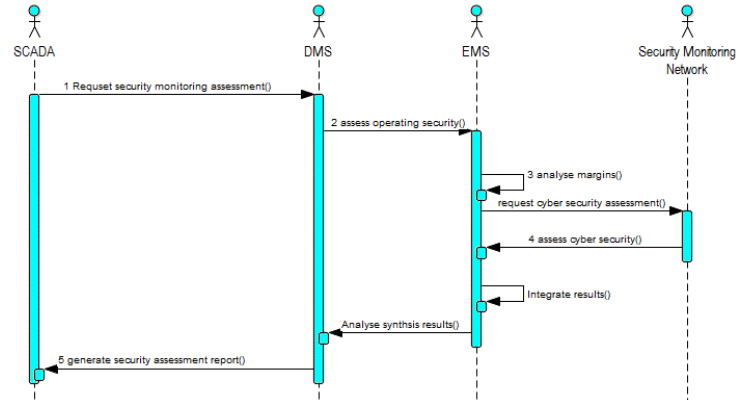 SCADA
DMS
EMS
Security Monitoring
Network
1 Requset security monitoring assessment()
2 assess operating security()
3 analyse margins()
request cyber security assessment()
4 assess cyber security()
Integrate results()
Analyse synthsis results()
5 generate security assessment report()